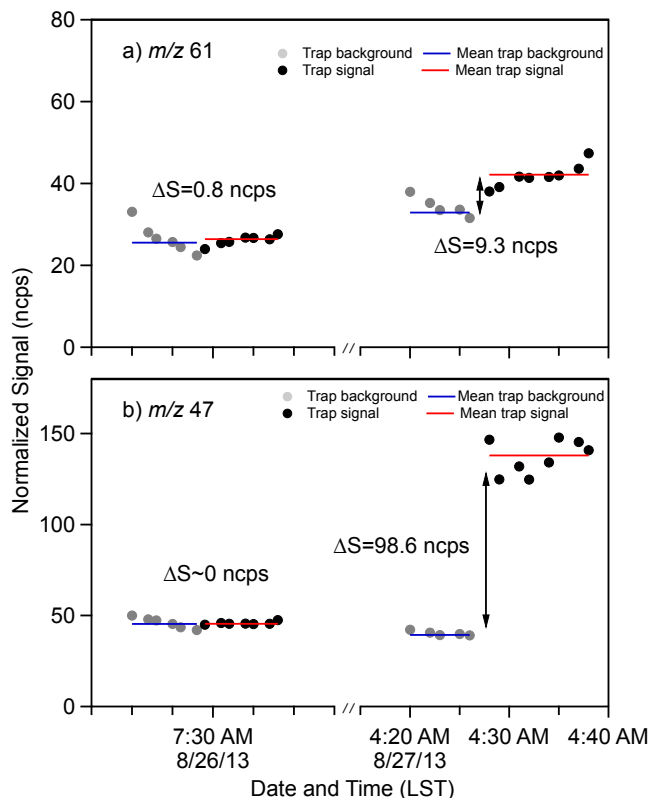 80
60
40
20
0
a) m/z 61
Trap background
Mean trap background
Trap signal
Mean trap signal
ΔS=0.8 ncps
ΔS=9.3 ncps
//
Normalized Signal (ncps)
150
100
50
0
b) m/z 47
Trap background
Mean trap background
Trap signal
Mean trap signal
ΔS~0 ncps
ΔS=98.6 ncps
//
7:30 AM
8/26/13
4:20 AM
8/27/13
4:30 AM
4:40 AM
Date and Time (LST)